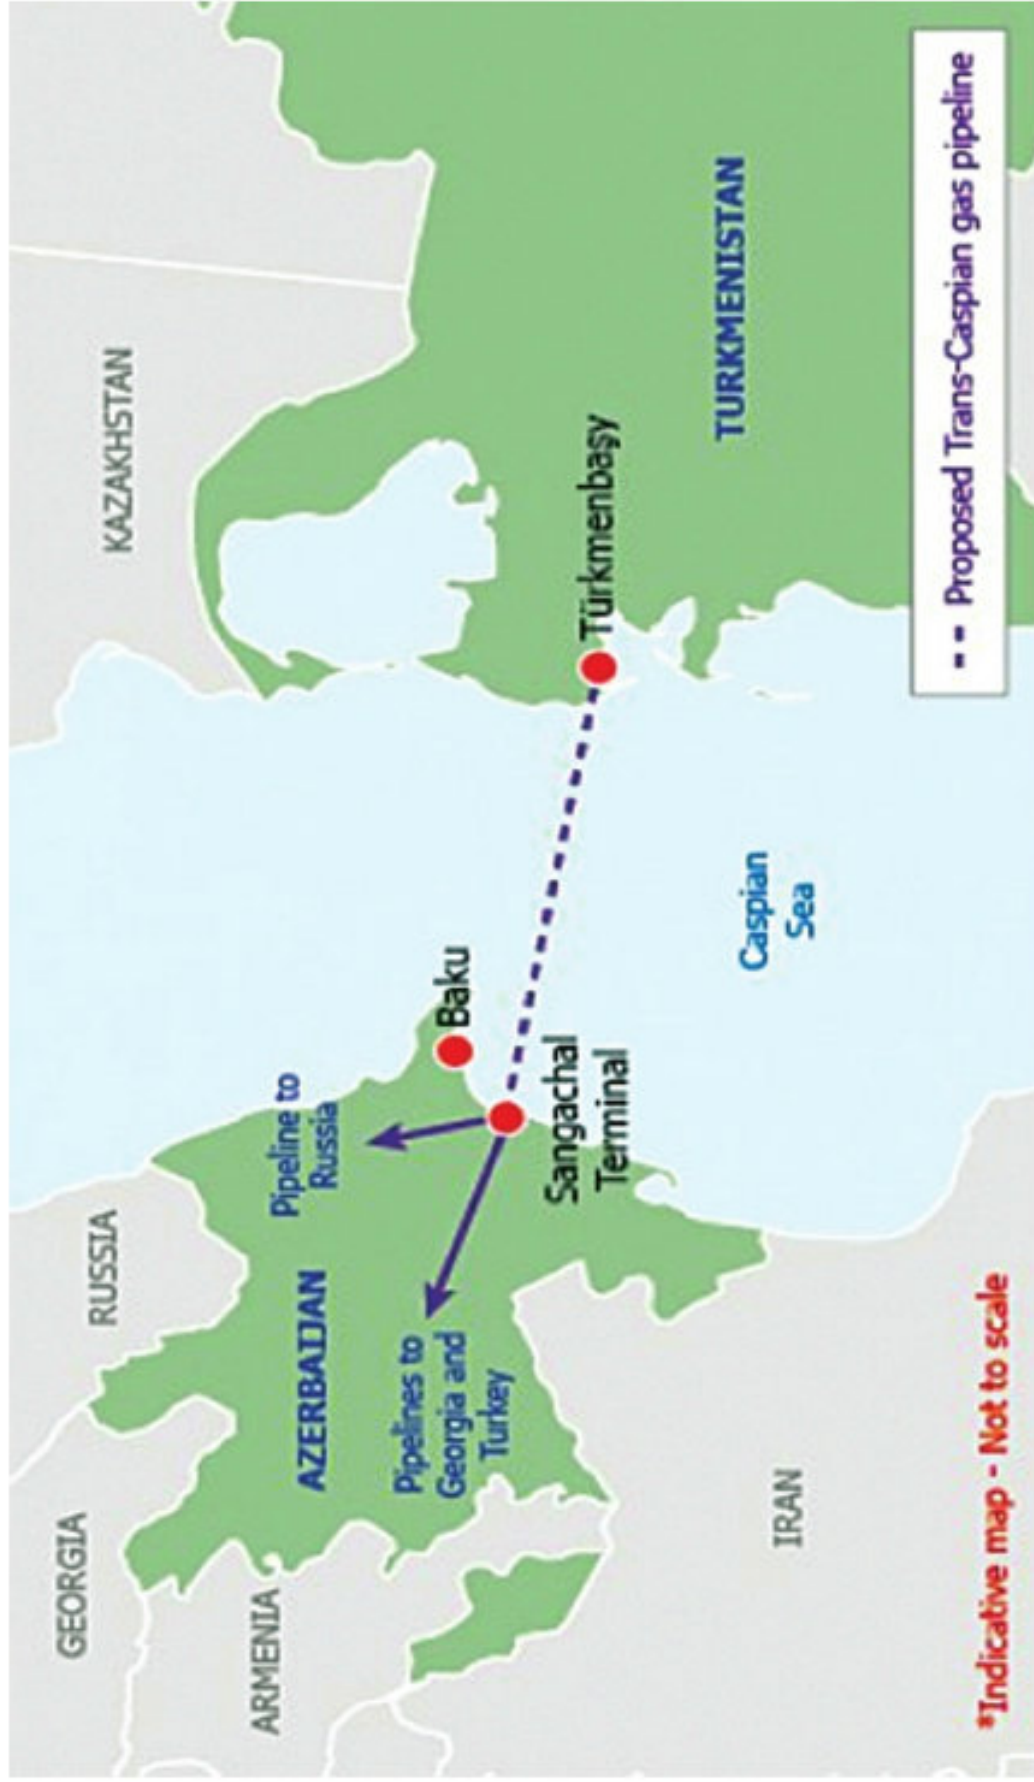 KAZAKHSTAN
RUSSIA
GEORGIA
ARMENIA
AZERBAIJAN
Pipeline to
Russia
Pipelines to
Georgia and
Turkey
Baku
Sangachal
Terminal
Türkmenbaşy
TURKMENISTAN
Caspian
Sea
IRAN
-- Proposed Trans-Caspian gas pipeline
*Indicative map - Not to scale